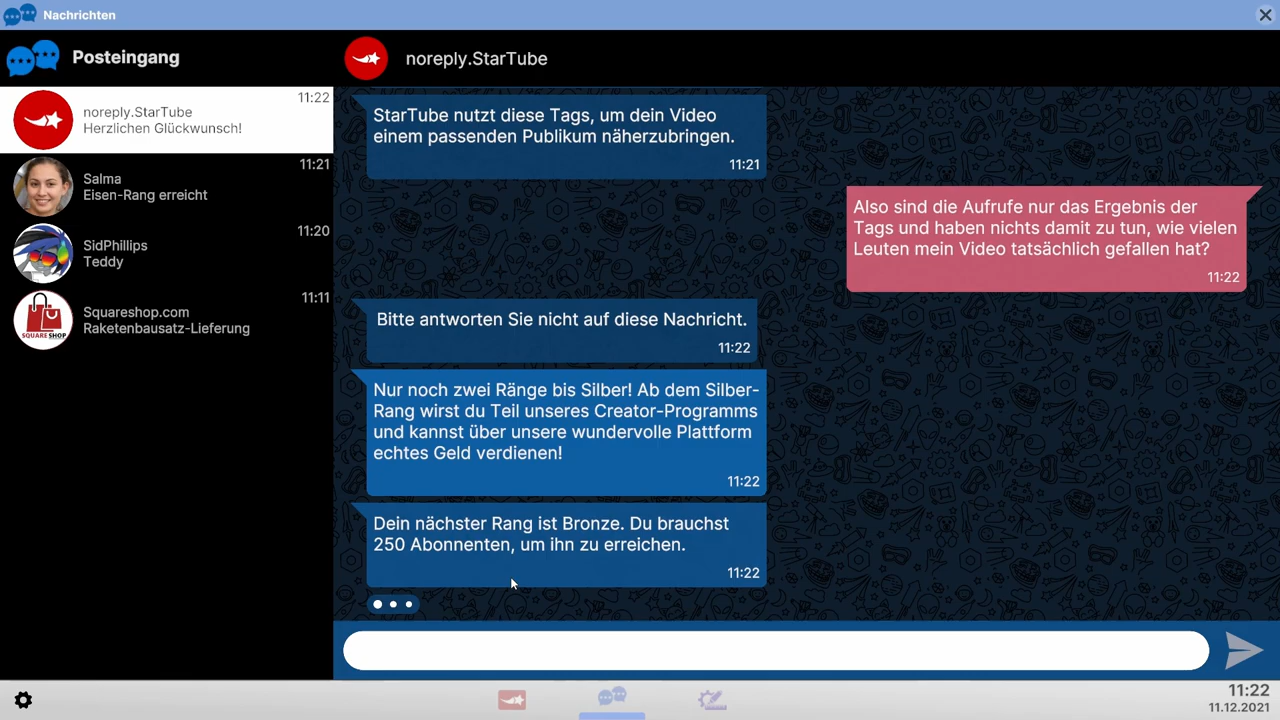 Nachrichten
Posteingang
noreply.StarTube
11:22
noreply.StarTube
Herzlichen Glückwunsch!
11:21
Salma
Eisen-Rang erreicht
11:20
SidPhillips
Teddy
11:11
Squareshop.com
Raketenbausatz-Lieferung
SQUARE SHOP
StarTube nutzt diese Tags, um dein Video
einem passenden Publikum näherzubringen.
11:21
Also sind die Aufrufe nur das Ergebnis der
Tags und haben nichts damit zu tun, wie vielen
Leuten mein Video tatsächlich gefallen hat?
11:22
Bitte antworten Sie nicht auf diese Nachricht.
11:22
Nur noch zwei Ränge bis Silber! Ab dem Silber-
Rang wirst du Teil unseres Creator-Programms
und kannst über unsere wundervolle Plattform
echtes Geld verdienen!
11:22
Dein nächster Rang ist Bronze. Du brauchst
250 Abonnenten, um ihn zu erreichen.
11:22
11:22
11.12.2021